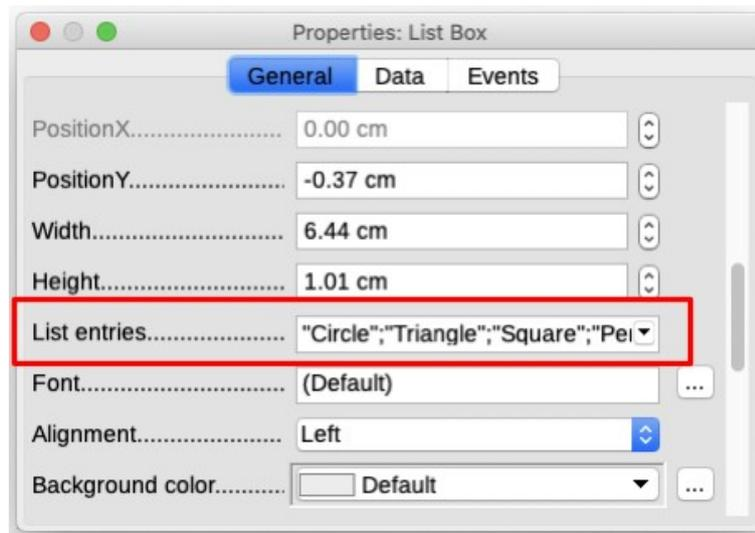 Properties: List Box
General Data Events
PositionX...................... 0.00 cm
PositionY........................ -0.37 cm
Width............................ 6.44 cm
Height........................... 1.01 cm
List entries..................... "Circle";"Triangle";"Square";"Pe
Font.............................. (Default) ...
Alignment..................... Left
Background color.......... Default ...